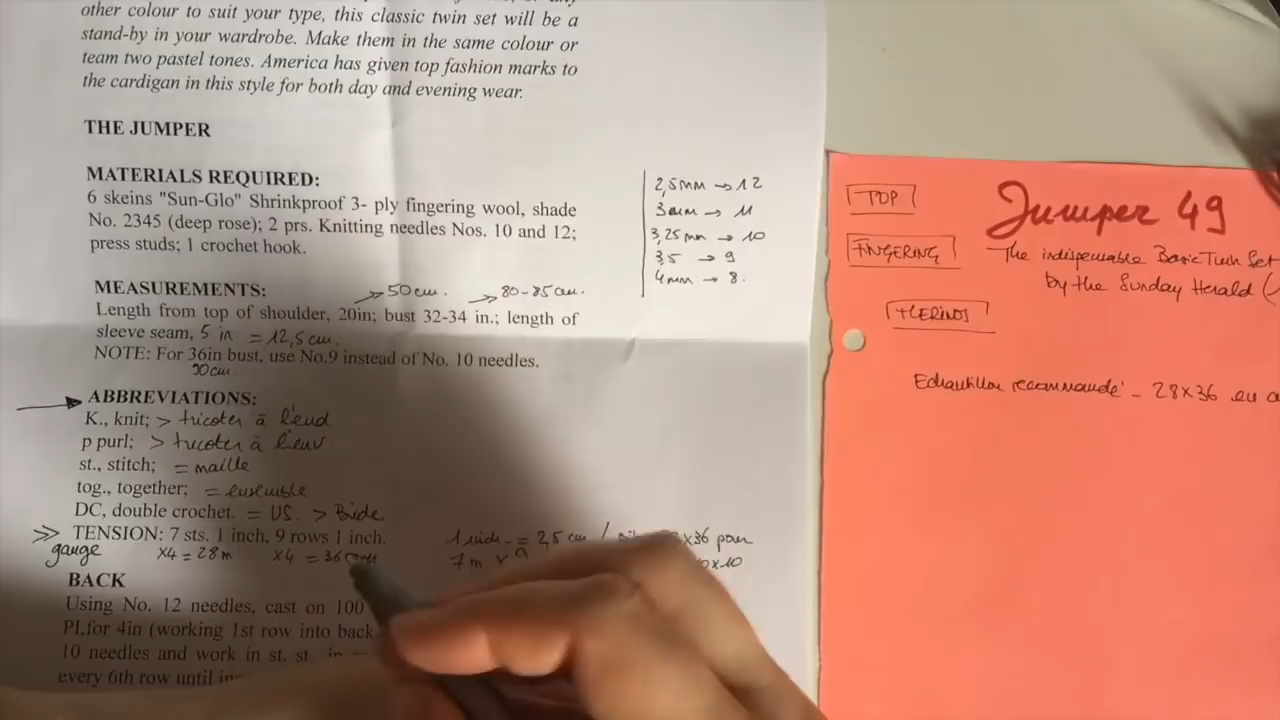 other colour to suit your type, this classic twin set will be a
stand-by in your wardrobe. Make them in the same colour or
team two pastel tones. America has given top fashion marks to
the cardigan in this style for both day and evening wear.
THE JUMPER
MATERIALS REQUIRED:
6 skeins "Sun-Glo" Shrinkproof 3- ply fingering wool, shade
No. 2345 (deep rose); 2 prs. Knitting needles Nos. 10 and 12;
press studs; 1 crochet hook.
2,5mm → 12
3mm → 11
3,25mm → 10
3,5 → 9
4mm → 8.
MEASUREMENTS: 50cm. 80-85cm.
Length from top of shoulder, 20in; bust 32-34 in.; length of
sleeve seam, 5 in = 12,5 cm.
NOTE: For 36in bust, use No.9 instead of No. 10 needles.
90cm
ABBREVIATIONS:
K., knit; > tricoter à l'end
p purl; > tricoter à l'env.
st., stitch; = maille
tog., together; = ensemble
DC, double crochet. = US. > Bride
TENSION: 7 sts. 1 inch, 9 rows 1 inch.
gauge x4 = 28m x4 = 36
= 2,5 cm / x36 pour
7m x 9 x10
BACK
Using No. 12 needles, cast on 100
Pl,for 4in (working 1st row into back
10 needles and work in st. st. in
every 6th row until
TOP
FINGERING
Jumper 49
The indispensable Basic Twin Set
by the Sunday Herald
Echantillon recommandé - 28x36 en